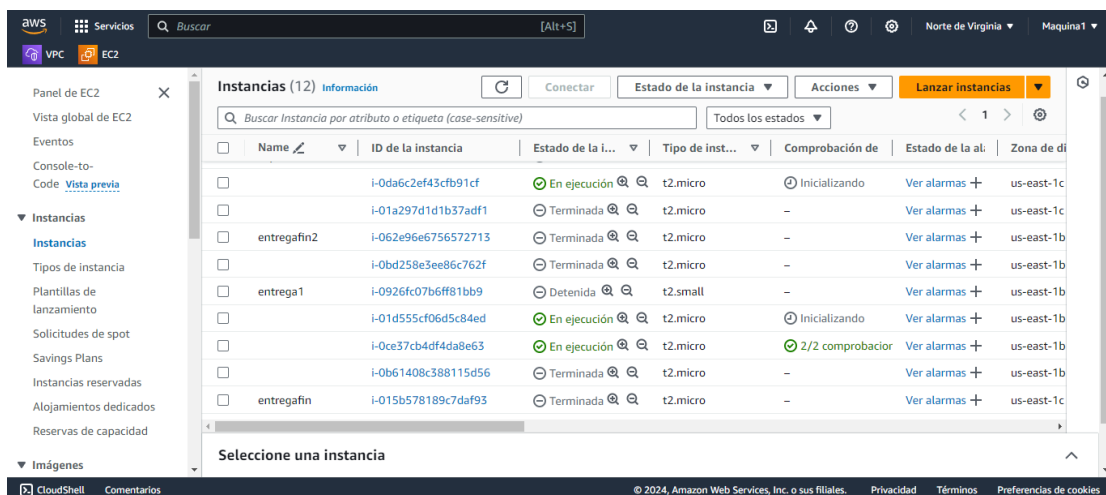 aws Servicios Buscar [Alt+S] Norte de Virginia Maquina1
VPC EC2
Panel de EC2
Vista global de EC2
Eventos
Console-to-
Code Vista previa
Instancias
Instancias
Tipos de instancia
Plantillas de
lanzamiento
Solicitudes de spot
Savings Plans
Instancias reservadas
Alojamientos dedicados
Reservas de capacidad
Imágenes
Instancias (12) Información Conectar Estado de la instancia Acciones Lanzar instancias
Buscar Instancia por atributo o etiqueta (case-sensitive) Todos los estados 1
Name ID de la instancia Estado de la i... Tipo de inst... Comprobación de Estado de la al Zona de di
i-0da6c2ef43cfb91cf En ejecución t2.micro Inicializando Ver alarmas us-east-1c
i-01a297d1d1b37adf1 Terminada t2.micro – Ver alarmas us-east-1c
entregafin2 i-062e96e6756572713 Terminada t2.micro – Ver alarmas us-east-1b
i-0bd258e3ee86c762f Terminada t2.micro – Ver alarmas us-east-1b
entrega1 i-0926fc07b6ff81bb9 Detenida t2.small – Ver alarmas us-east-1b
i-01d555cf06d5c84ed En ejecución t2.micro Inicializando Ver alarmas us-east-1b
i-0ce37cb4df4da8e63 En ejecución t2.micro 2/2 comprobacior Ver alarmas us-east-1b
i-0b61408c388115d56 Terminada t2.micro – Ver alarmas us-east-1b
entregafin i-015b578189c7daf93 Terminada t2.micro – Ver alarmas us-east-1c
Seleccione una instancia
CloudShell Comentarios © 2024, Amazon Web Services, Inc. o sus filiales. Privacidad Términos Preferencias de cookies